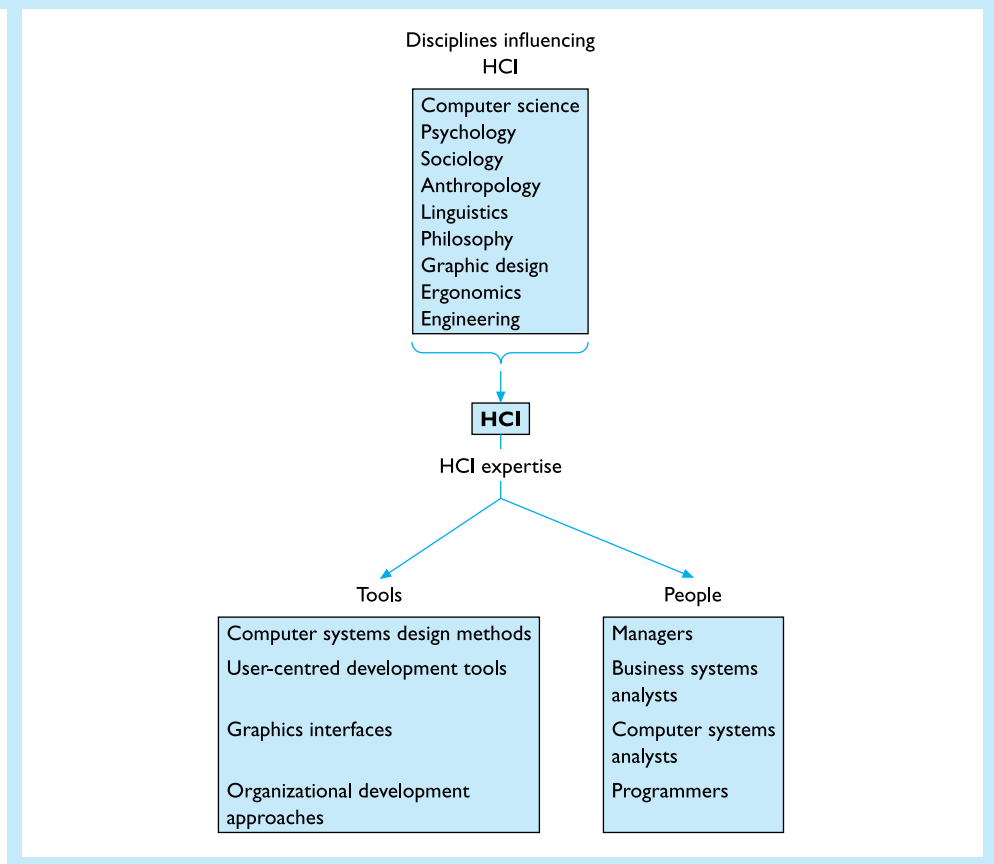 Disciplines influencing
HCI
Computer science
Psychology
Sociology
Anthropology
Linguistics
Philosophy
Graphic design
Ergonomics
Engineering
HCI
HCI expertise
Tools
Computer systems design methods
User-centred development tools
Graphics interfaces
Organizational development
approaches
People
Managers
Business systems
analysts
Computer systems
analysts
Programmers